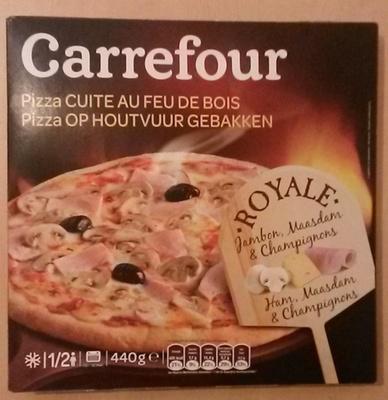 Carrefour
Pizza CUITE AU FEU DE BOIS
Pizza OP HOUTVUUR GEBAKKEN
·ROYALE·
Jambon, Maasdam
& Champignons
Ham, Maasdam
& Champignons
1/2 440g e